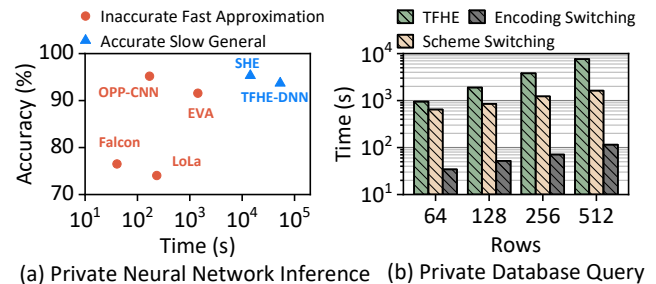 Inaccurate Fast Approximation
Accurate Slow General
Accuracy (%)
100
90
80
70
SHE
OPP-CNN
TFHE-DNN
EVA
Falcon
LoLa
10^1 10^2 10^3 10^4 10^5
Time (s)
(a) Private Neural Network Inference
TFHE Encoding Switching
Scheme Switching
Time (s)
10^4
10^3
10^2
10^1
64 128 256 512
Rows
(b) Private Database Query